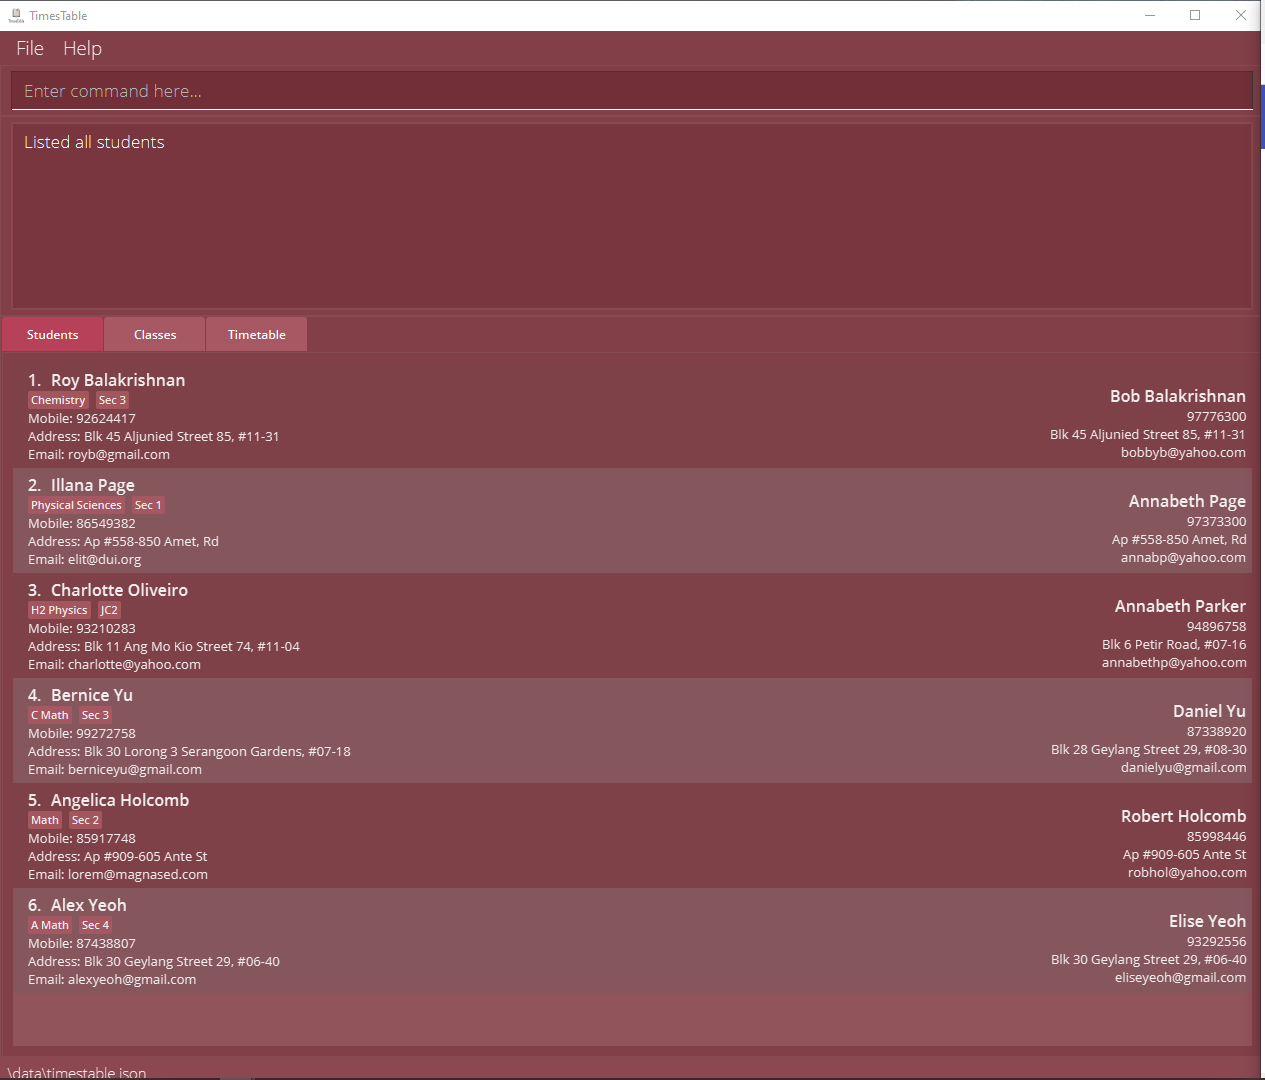 TimesTable
File Help
Enter command here...
Listed all students
Students Classes Timetable
1. Roy Balakrishnan
Chemistry Sec 3
Mobile: 92624417
Address: Blk 45 Aljunied Street 85, #11-31
Email: royb@gmail.com
Bob Balakrishnan
97776300
Blk 45 Aljunied Street 85, #11-31
bobbyb@yahoo.com
2. Illana Page
Physical Sciences Sec 1
Mobile: 86549382
Address: Ap #558-850 Amet, Rd
Email: elit@dui.org
Annabeth Page
97373300
Ap #558-850 Amet, Rd
annabp@yahoo.com
3. Charlotte Oliveiro
H2 Physics JC2
Mobile: 93210283
Address: Blk 11 Ang Mo Kio Street 74, #11-04
Email: charlotte@yahoo.com
Annabeth Parker
94896758
Blk 6 Petir Road, #07-16
annabethp@yahoo.com
4. Bernice Yu
C Math Sec 3
Mobile: 99272758
Address: Blk 30 Lorong 3 Serangoon Gardens, #07-18
Email: berniceyu@gmail.com
Daniel Yu
87338920
Blk 28 Geylang Street 29, #08-30
danielyu@gmail.com
5. Angelica Holcomb
Math Sec 2
Mobile: 85917748
Address: Ap #909-605 Ante St
Email: lorem@magnased.com
Robert Holcomb
85998446
Ap #909-605 Ante St
robhol@yahoo.com
6. Alex Yeoh
A Math Sec 4
Mobile: 87438807
Address: Blk 30 Geylang Street 29, #06-40
Email: alexyeoh@gmail.com
Elise Yeoh
93292556
Blk 30 Geylang Street 29, #06-40
eliseyeoh@gmail.com
\data\timestable.json